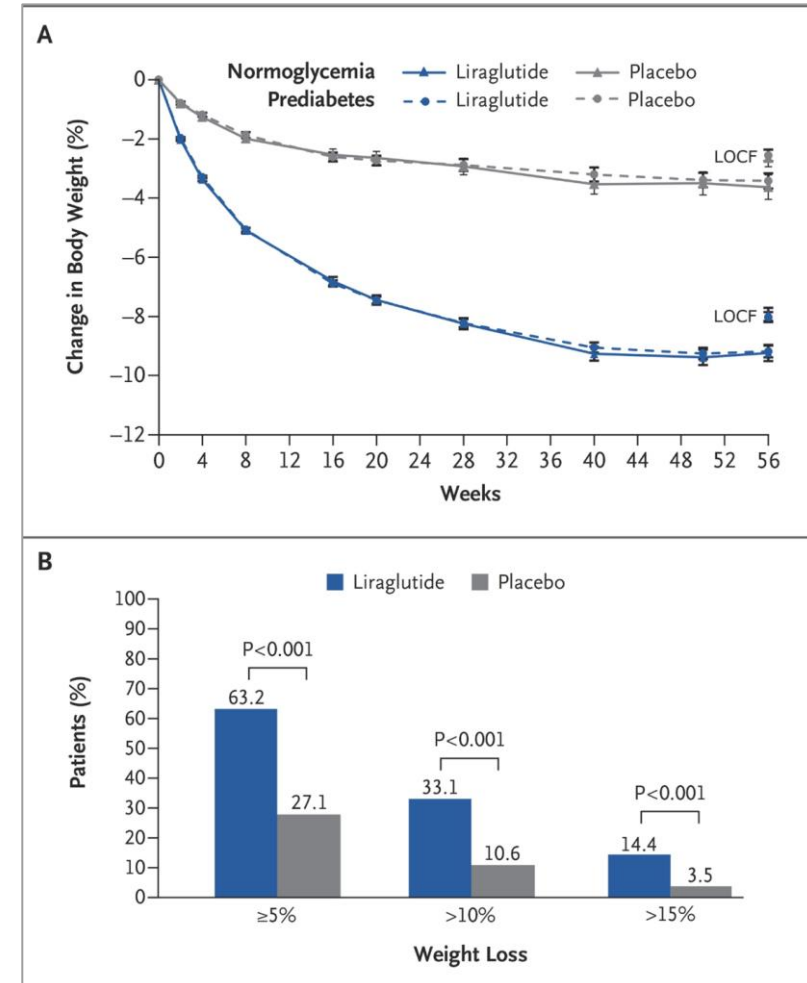 A
Normoglycemia Liraglutide Placebo
Prediabetes Liraglutide Placebo
Change in Body Weight (%)
0
−2
−4
−6
−8
−10
−12
LOCF
LOCF
0 4 8 12 16 20 24 28 32 36 40 44 48 52 56
Weeks
B
Liraglutide Placebo
Patients (%)
100
90
80
70
60
50
40
30
20
10
0
P<0.001
63.2
27.1
P<0.001
33.1
10.6
P<0.001
14.4
3.5
≥5% >10% >15%
Weight Loss